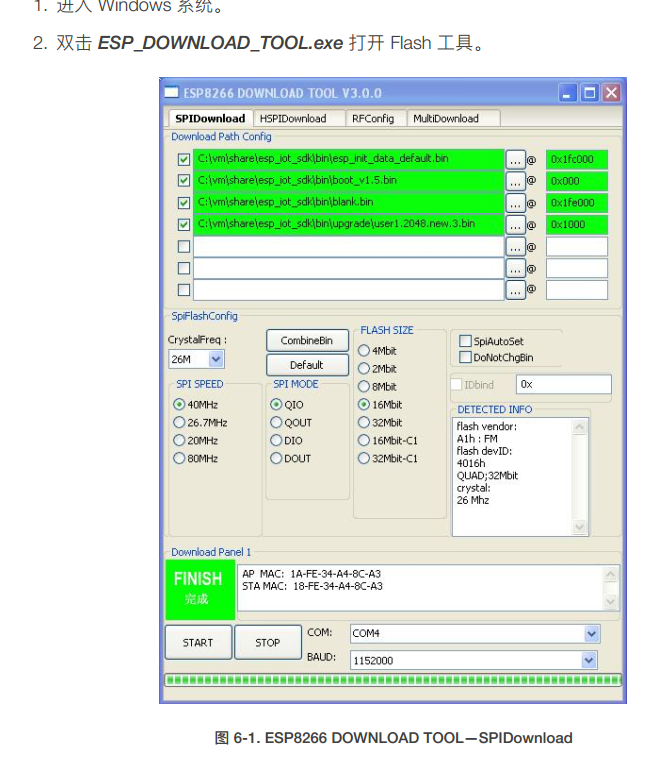 1. 进入 Windows 系统。
2. 双击 ESP_DOWNLOAD_TOOL.exe 打开 Flash 工具。
ESP8266 DOWNLOAD TOOL V3.0.0
SPIDownload HSPIDownload RFConfig MultiDownload
Download Path Config
C:\vm\share\esp_iot_sdk\bin\esp_init_data_default.bin ... @ 0x1fc000
C:\vm\share\esp_iot_sdk\bin\boot_v1.5.bin ... @ 0x000
C:\vm\share\esp_iot_sdk\bin\blank.bin ... @ 0x1fe000
C:\vm\share\esp_iot_sdk\bin\upgrade\user1.2048.new.3.bin ... @ 0x1000
... @
... @
... @
SpiFlashConfig
CrystalFreq :
26M
CombineBin
Default
SPI SPEED
40MHz
26.7MHz
20MHz
80MHz
SPI MODE
QIO
QOUT
DIO
DOUT
FLASH SIZE
4Mbit
2Mbit
8Mbit
16Mbit
32Mbit
16Mbit-C1
32Mbit-C1
SpiAutoSet
DoNotChgBin
IDbind 0x
DETECTED INFO
flash vendor:
A1h : FM
flash devID:
4016h
QUAD;32Mbit
crystal:
26 Mhz
Download Panel 1
FINISH
完成
AP MAC: 1A-FE-34-A4-8C-A3
STA MAC: 18-FE-34-A4-8C-A3
START STOP
COM: COM4
BAUD: 1152000
图 6-1. ESP8266 DOWNLOAD TOOL—SPIDownload